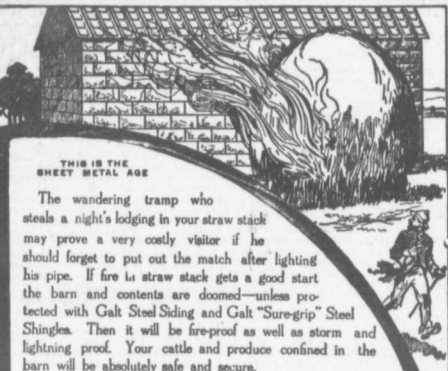 THIS IS THE
SHEET METAL AGE
The wandering tramp who
steals a night's lodging in your straw stack
may prove a very costly visitor if he
should forget to put out the match after lighting
his pipe. If fire in straw stack gets a good start
the barn and contents are doomed—unless pro-
tected with Galt Steel Siding and Galt "Sure-grip" Steel
Shingles. Then it will be fire-proof as well as storm and
lightning proof. Your cattle and produce confined in the
barn will be absolutely safe and secure.